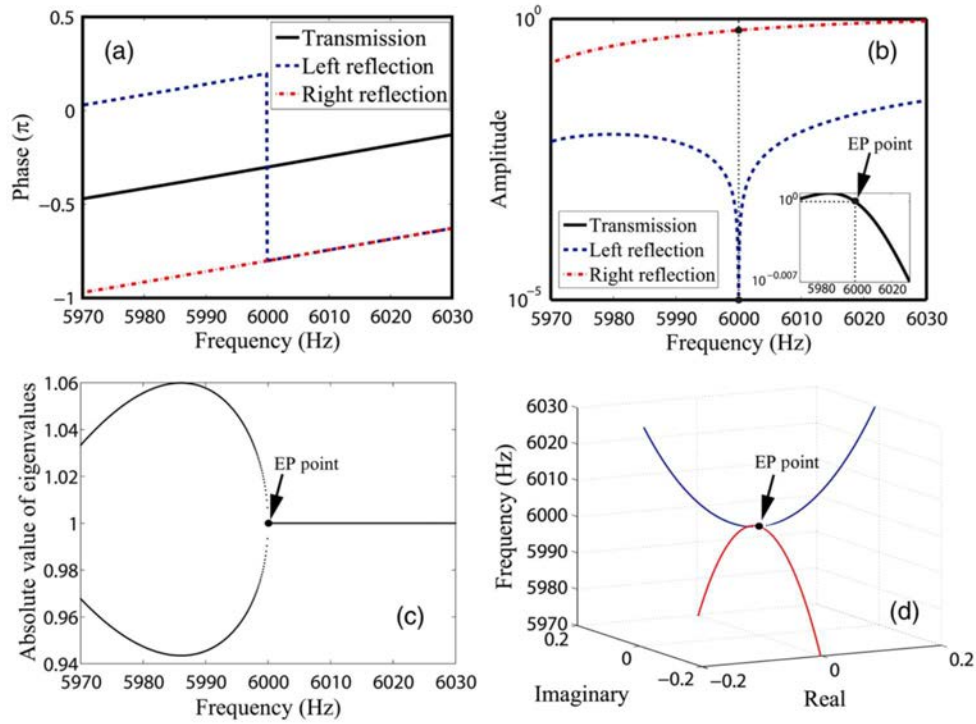 (a)
Transmission
Left reflection
Right reflection
Phase (π)
0.5
0
−0.5
−1
5970 5980 5990 6000 6010 6020 6030
Frequency (Hz)
(b)
Amplitude
10^0
10^−5
EP point
10^0
10^−0.007
5980 6000 6020
Transmission
Left reflection
Right reflection
5970 5980 5990 6000 6010 6020 6030
Frequency (Hz)
Absolute value of eigenvalues
1.06
1.04
1.02
1
0.98
0.96
0.94
EP point
(c)
5970 5980 5990 6000 6010 6020 6030
Frequency (Hz)
Frequency (Hz)
6030
6020
6010
6000
5990
5980
5970
EP point
(d)
0.2
0
−0.2
Imaginary
−0.2
0
0.2
Real